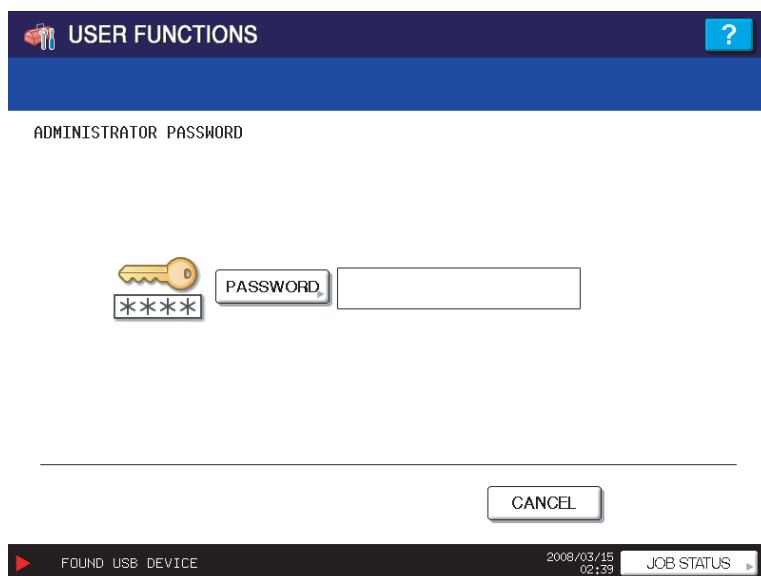 USER FUNCTIONS
?
ADMINISTRATOR PASSWORD
PASSWORD
****
CANCEL
FOUND USB DEVICE
2008/03/15
02:39
JOB STATUS